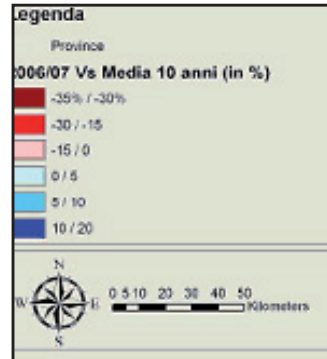 Legenda
Province
2006/07 Vs Media 10 anni (in %)
-35% / -30%
-30 / -15
-15 / 0
0 / 5
5 / 10
10 / 20
N
W E
S
0 5 10 20 30 40 50
Kilometers